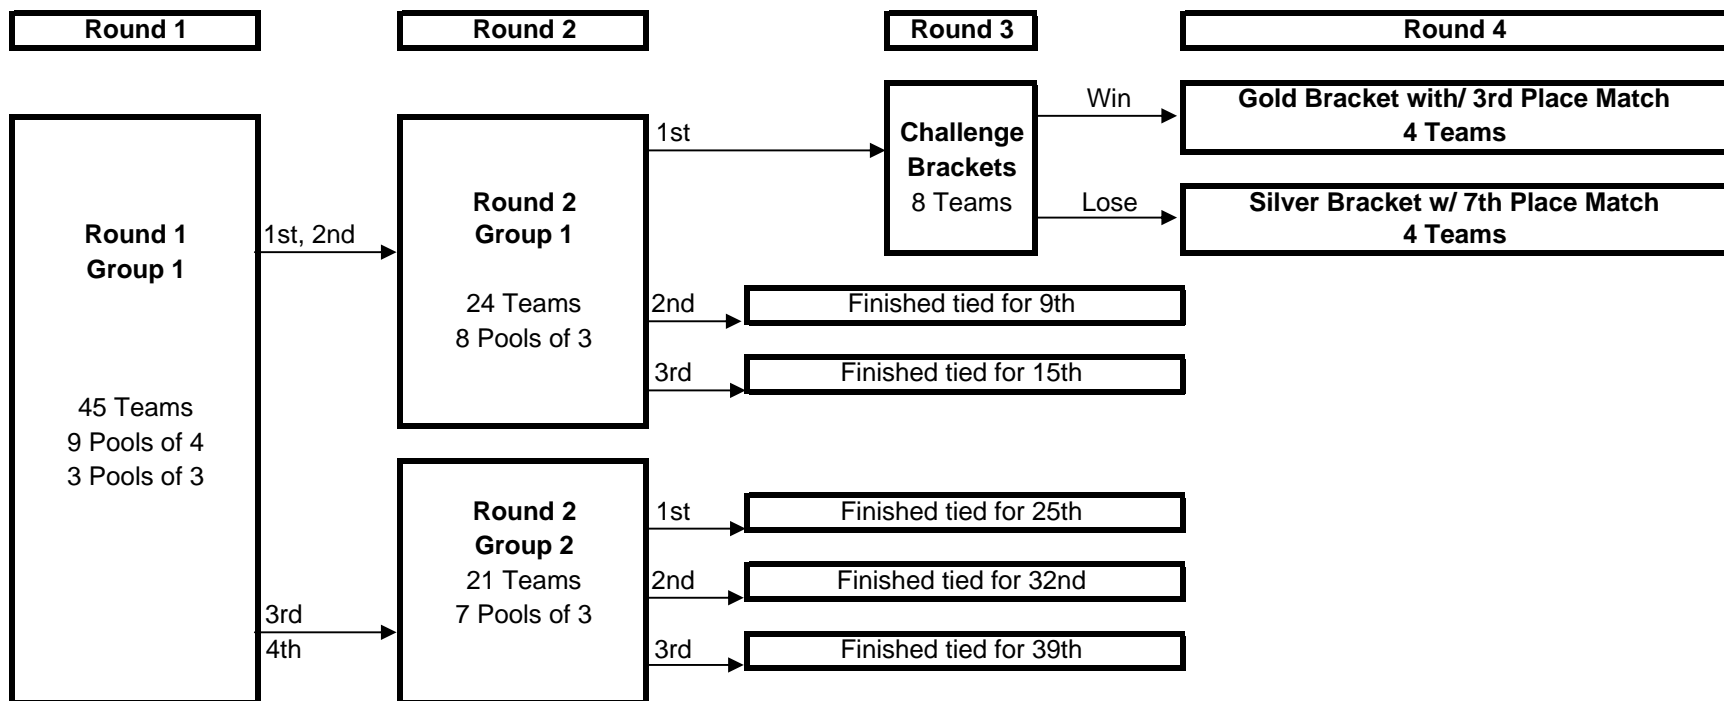 Round 1
Round 2
Round 3
Round 4
Round 1
Group 1
45 Teams
9 Pools of 4
3 Pools of 3
1st, 2nd
3rd
4th
Round 2
Group 1
24 Teams
8 Pools of 3
1st
2nd
3rd
Challenge
Brackets
8 Teams
Win
Lose
Gold Bracket with/ 3rd Place Match
4 Teams
Silver Bracket w/ 7th Place Match
4 Teams
Finished tied for 9th
Finished tied for 15th
Round 2
Group 2
21 Teams
7 Pools of 3
1st
2nd
3rd
Finished tied for 25th
Finished tied for 32nd
Finished tied for 39th